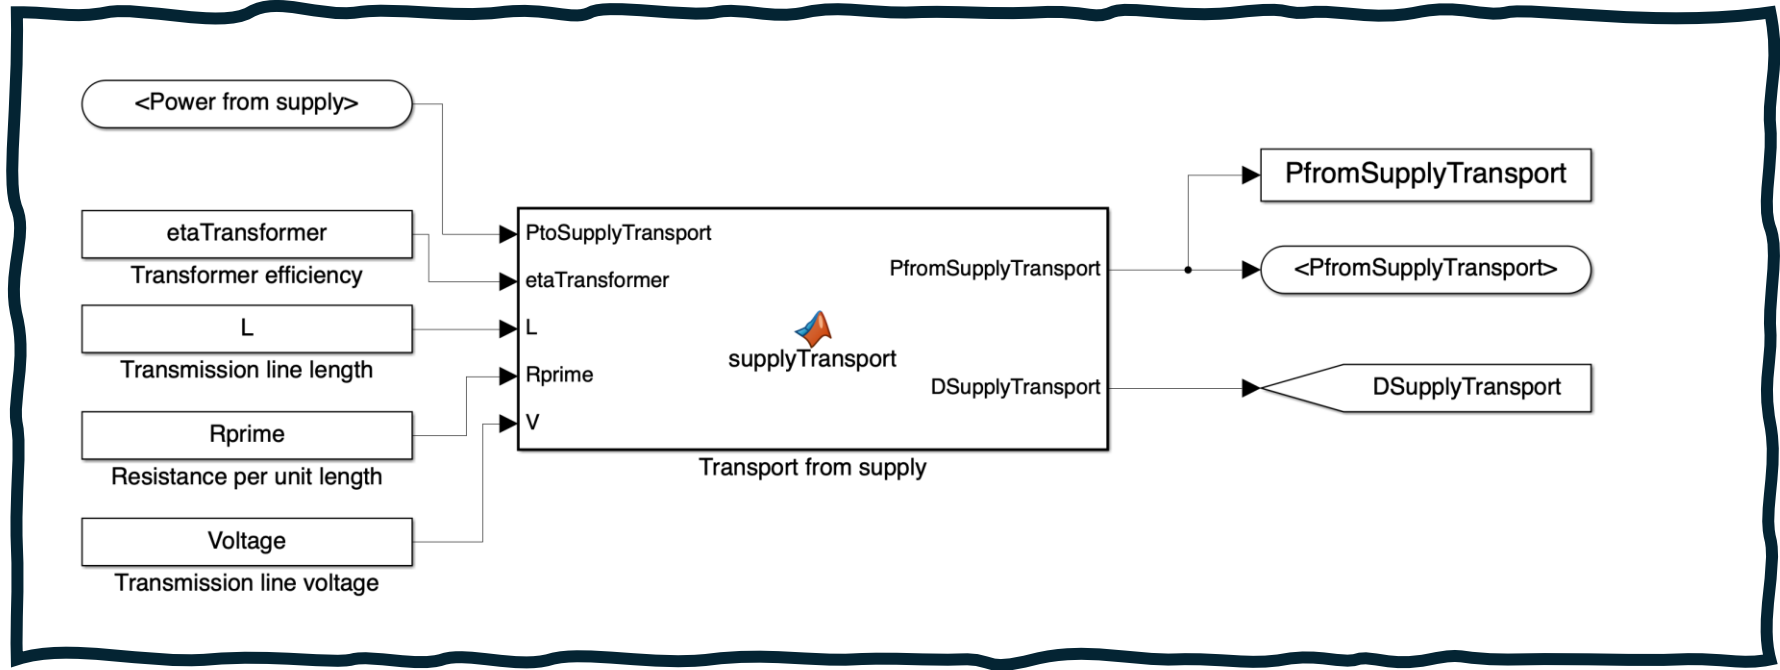 <Power from supply>
etaTransformer
Transformer efficiency
L
Transmission line length
Rprime
Resistance per unit length
Voltage
Transmission line voltage
PtoSupplyTransport
etaTransformer
L
Rprime
V
supplyTransport
PfromSupplyTransport
DSupplyTransport
Transport from supply
PfromSupplyTransport
<PfromSupplyTransport>
DSupplyTransport